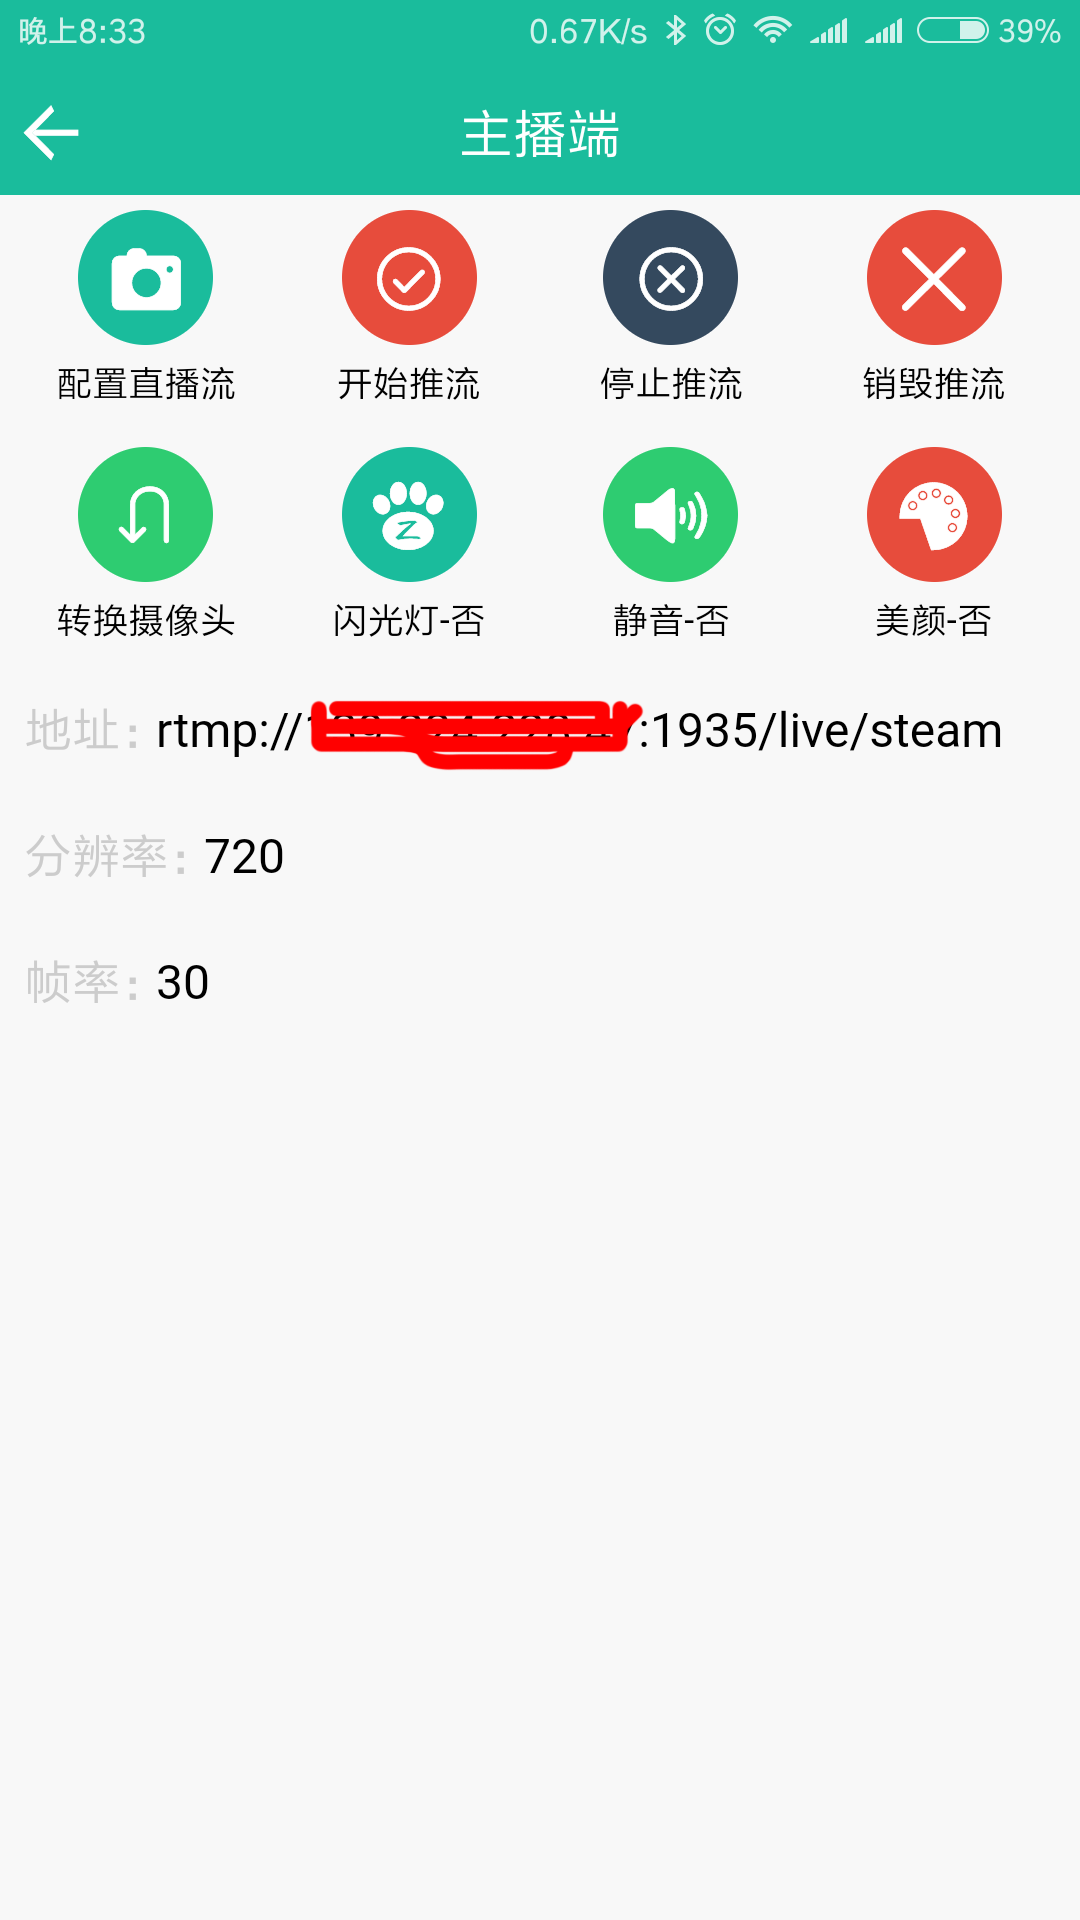 晚上8:33 0.67K/s 39%
主播端
配置直播流 开始推流 停止推流 销毁推流
转换摄像头 闪光灯-否 静音-否 美颜-否
地址: rtmp:// :1935/live/steam
分辨率: 720
帧率: 30